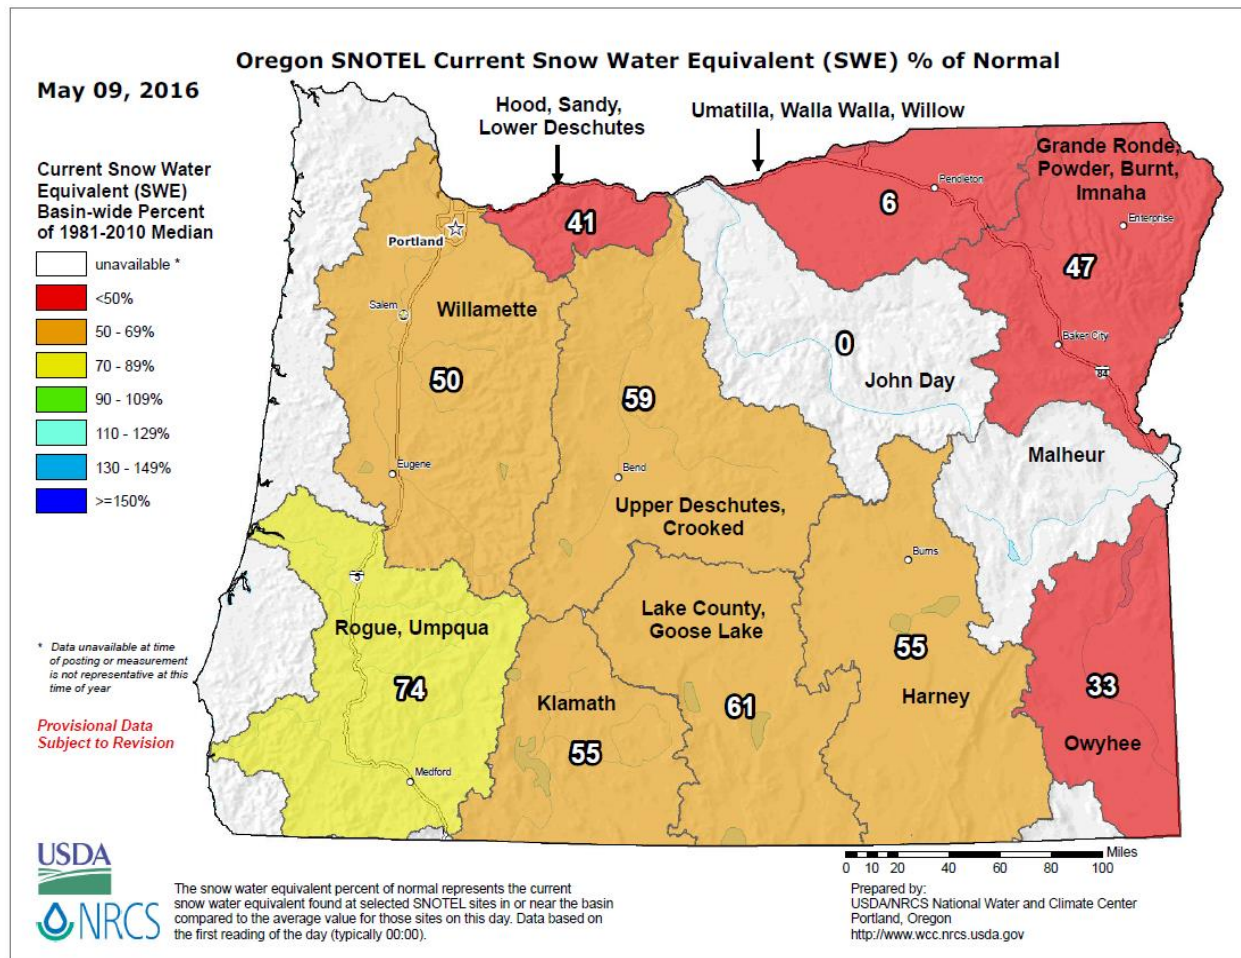 Oregon SNOTEL Current Snow Water Equivalent (SWE) % of Normal
May 09, 2016
Hood, Sandy,
Lower Deschutes
Umatilla, Walla Walla, Willow
Grande Ronde,
Powder, Burnt,
Imnaha
Current Snow Water
Equivalent (SWE)
Basin-wide Percent
of 1981-2010 Median
unavailable *
<50%
50 - 69%
70 - 89%
90 - 109%
110 - 129%
130 - 149%
>=150%
Pendleton
Enterprise
6
41
47
Portland
Salem
Willamette
50
0
John Day
Baker City
84
59
Eugene
Bend
Upper Deschutes,
Crooked
Malheur
Burns
5
Lake County,
Goose Lake
Rogue, Umpqua
74
Klamath
55
61
55
Harney
33
Owyhee
Medford
* Data unavailable at time
of posting or measurement
is not representative at this
time of year
Provisional Data
Subject to Revision
USDA
NRCS
The snow water equivalent percent of normal represents the current
snow water equivalent found at selected SNOTEL sites in or near the basin
compared to the average value for those sites on this day. Data based on
the first reading of the day (typically 00:00).
Miles
0 10 20 40 60 80 100
Prepared by:
USDA/NRCS National Water and Climate Center
Portland, Oregon
http://www.wcc.nrcs.usda.gov